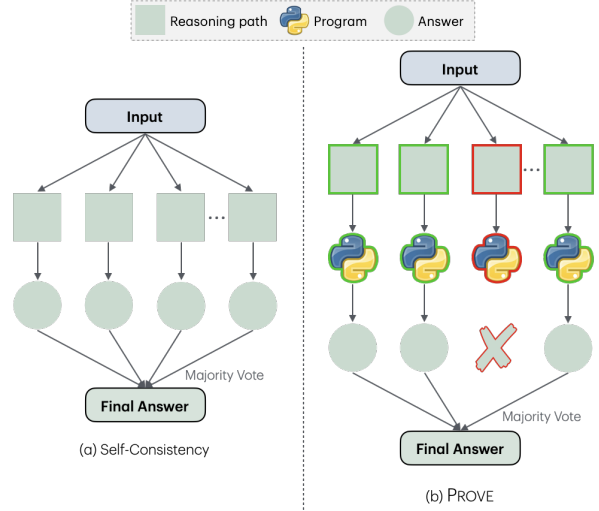 Reasoning path Program Answer
Input
...
Majority Vote
Final Answer
(a) Self-Consistency
Input
...
Majority Vote
Final Answer
(b) PROVE